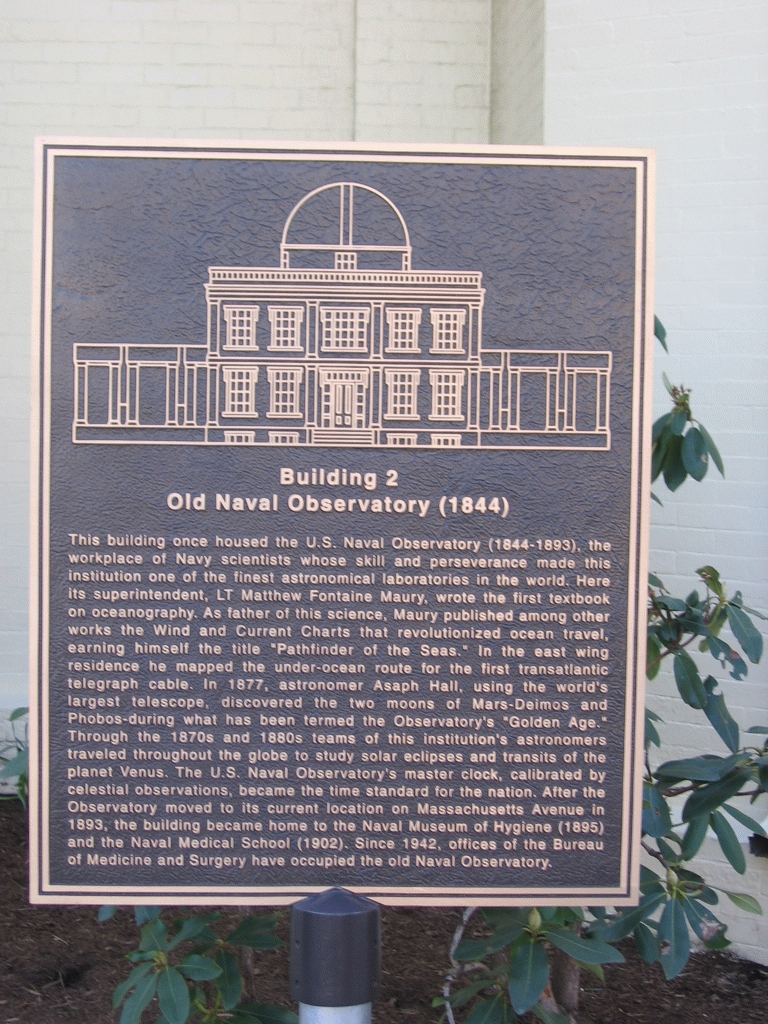 Building 2
Old Naval Observatory (1844)
This building once housed the U.S. Naval Observatory (1844-1893), the
workplace of Navy scientists whose skill and perseverance made this
institution one of the finest astronomical laboratories in the world. Here
its superintendent, LT Matthew Fontaine Maury, wrote the first textbook
on oceanography. As father of this science, Maury published among other
works the Wind and Current Charts that revolutionized ocean travel,
earning himself the title "Pathfinder of the Seas." In the east wing
residence he mapped the under-ocean route for the first transatlantic
telegraph cable. In 1877, astronomer Asaph Hall, using the world's
largest telescope, discovered the two moons of Mars-Deimos and
Phobos-during what has been termed the Observatory's "Golden Age."
Through the 1870s and 1880s teams of this institution's astronomers
traveled throughout the globe to study solar eclipses and transits of the
planet Venus. The U.S. Naval Observatory's master clock, calibrated by
celestial observations, became the time standard for the nation. After the
Observatory moved to its current location on Massachusetts Avenue in
1893, the building became home to the Naval Museum of Hygiene (1895)
and the Naval Medical School (1902). Since 1942, offices of the Bureau
of Medicine and Surgery have occupied the old Naval Observatory.